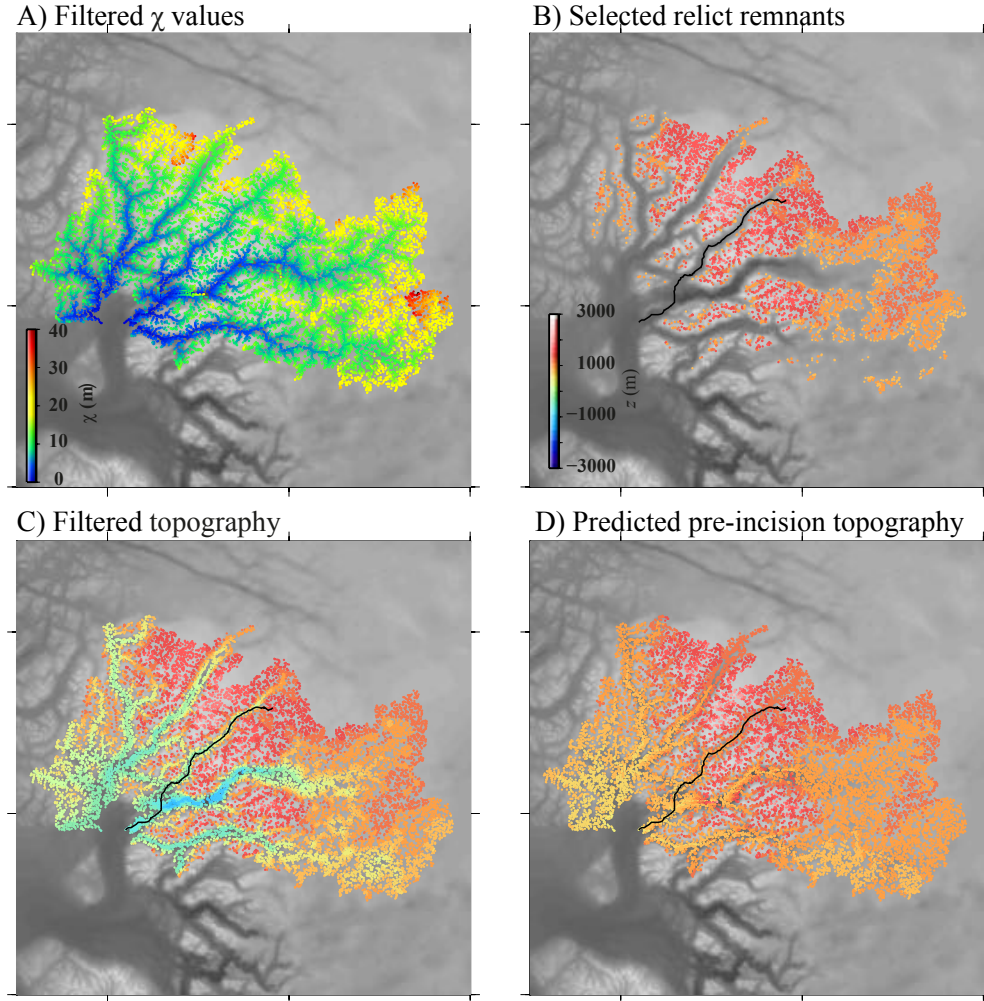 A) Filtered χ values
B) Selected relict remnants
40
30
20
10
0
χ (m)
3000
1000
−1000
−3000
z (m)
C) Filtered topography
D) Predicted pre-incision topography